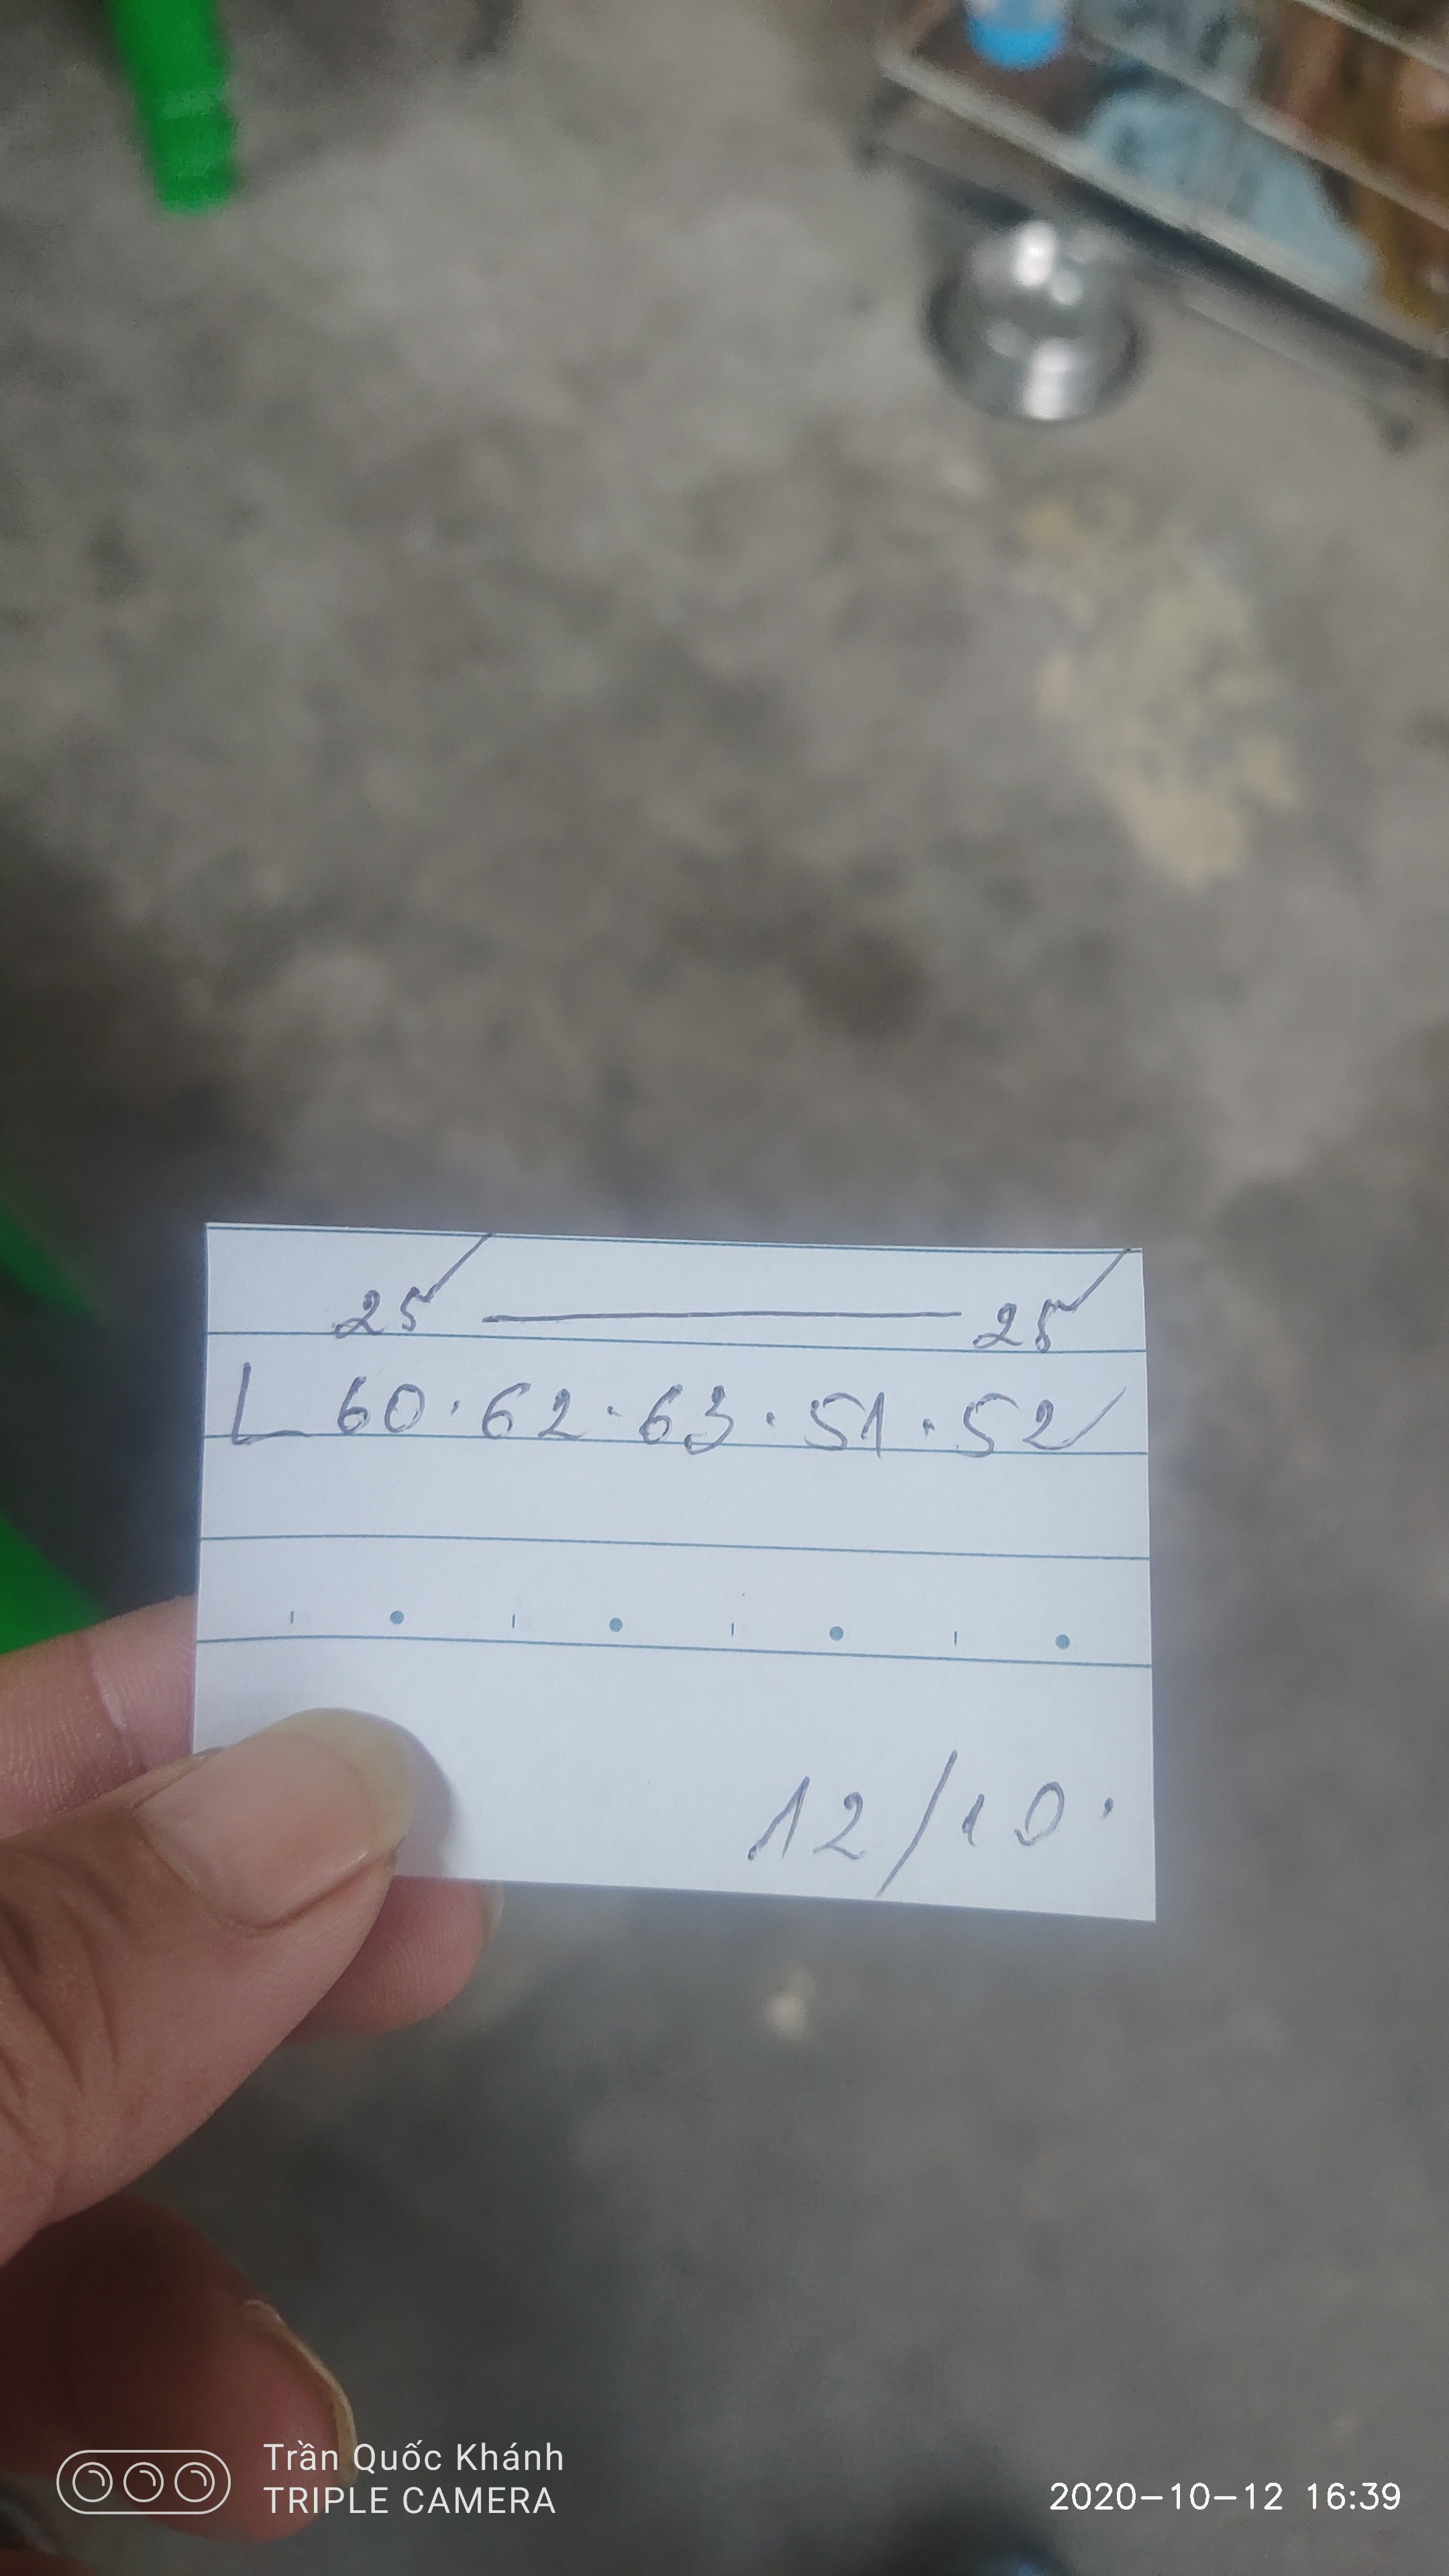 25 — 25
L 60 · 62 · 63 · 51 · 52
12/10.
Trần Quốc Khánh
TRIPLE CAMERA
2020-10-12 16:39